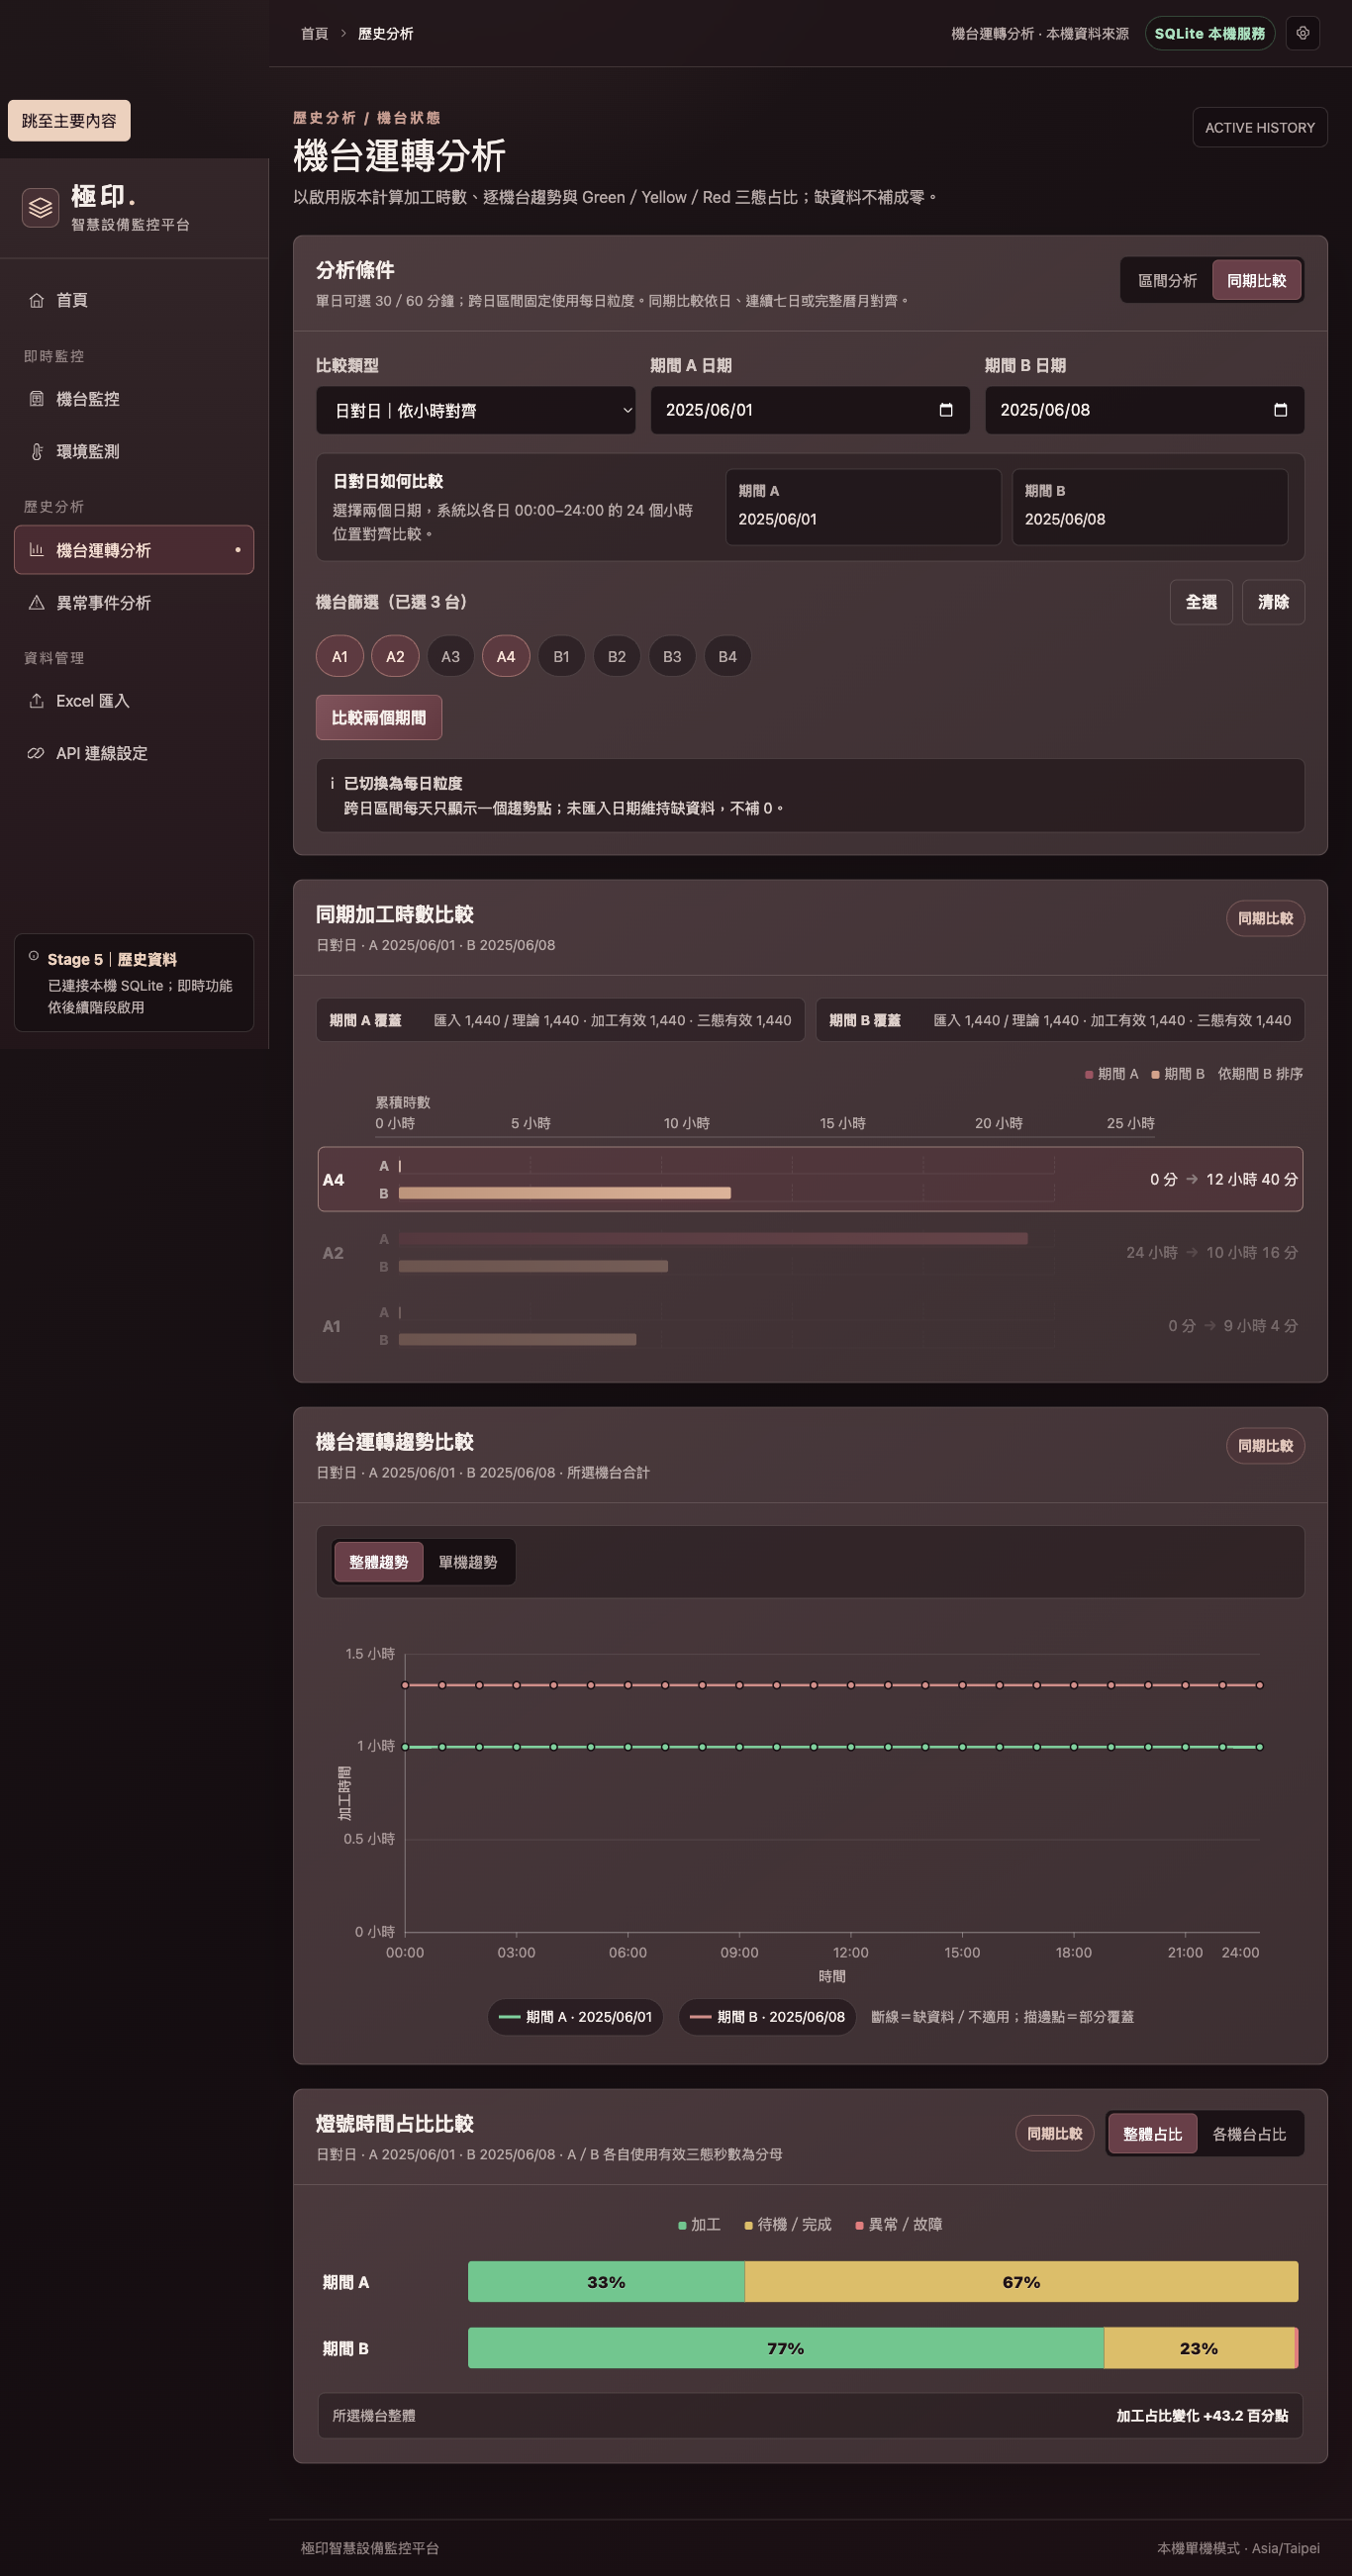 首頁 › 歷史分析
機台運轉分析 · 本機資料來源
SQLite 本機服務
跳至主要內容
極印.
智慧設備監控平台
首頁
即時監控
機台監控
環境監測
歷史分析
機台運轉分析
異常事件分析
資料管理
Excel 匯入
API 連線設定
Stage 5｜歷史資料
已連接本機 SQLite；即時功能
依後續階段啟用
歷史分析 / 機台狀態
機台運轉分析
以啟用版本計算加工時數、逐機台趨勢與 Green / Yellow / Red 三態占比；缺資料不補成零。
ACTIVE HISTORY
分析條件
單日可選 30 / 60 分鐘；跨日區間固定使用每日粒度。同期比較依日、連續七日或完整曆月對齊。
區間分析
同期比較
比較類型
期間 A 日期
期間 B 日期
日對日｜依小時對齊
2025/06/01
2025/06/08
日對日如何比較
選擇兩個日期，系統以各日 00:00–24:00 的 24 個小時
位置對齊比較。
期間 A
2025/06/01
期間 B
2025/06/08
機台篩選（已選 3 台）
全選
清除
A1
A2
A3
A4
B1
B2
B3
B4
比較兩個期間
i 已切換為每日粒度
跨日區間每天只顯示一個趨勢點；未匯入日期維持缺資料，不補 0。
同期加工時數比較
日對日 · A 2025/06/01 · B 2025/06/08
同期比較
期間 A 覆蓋 匯入 1,440 / 理論 1,440 · 加工有效 1,440 · 三態有效 1,440
期間 B 覆蓋 匯入 1,440 / 理論 1,440 · 加工有效 1,440 · 三態有效 1,440
期間 A 期間 B 依期間 B 排序
累積時數
0 小時 5 小時 10 小時 15 小時 20 小時 25 小時
A4
A
B
0 分 → 12 小時 40 分
A2
A
B
24 小時 → 10 小時 16 分
A1
A
B
0 分 → 9 小時 4 分
機台運轉趨勢比較
日對日 · A 2025/06/01 · B 2025/06/08 · 所選機台合計
同期比較
整體趨勢
單機趨勢
1.5 小時
1 小時
0.5 小時
0 小時
加工時間
00:00 03:00 06:00 09:00 12:00 15:00 18:00 21:00 24:00
時間
期間 A · 2025/06/01
期間 B · 2025/06/08
斷線＝缺資料 / 不適用；描邊點＝部分覆蓋
燈號時間占比比較
日對日 · A 2025/06/01 · B 2025/06/08 · A / B 各自使用有效三態秒數為分母
同期比較
整體占比
各機台占比
加工 待機 / 完成 異常 / 故障
期間 A 33% 67%
期間 B 77% 23%
所選機台整體
加工占比變化 +43.2 百分點
極印智慧設備監控平台
本機單機模式 · Asia/Taipei